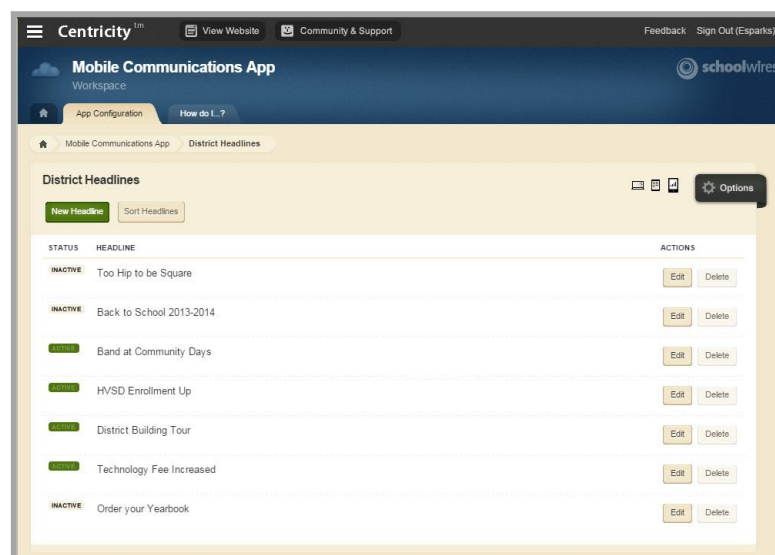 Centricity tm View Website Community & Support Feedback Sign Out (Esparks)
Mobile Communications App
Workspace
schoolwires
App Configuration How do I...?
Mobile Communications App District Headlines
District Headlines
Options
New Headline Sort Headlines
STATUS HEADLINE ACTIONS
INACTIVE Too Hip to be Square Edit Delete
INACTIVE Back to School 2013-2014 Edit Delete
ACTIVE Band at Community Days Edit Delete
ACTIVE HVSD Enrollment Up Edit Delete
ACTIVE District Building Tour Edit Delete
ACTIVE Technology Fee Increased Edit Delete
INACTIVE Order your Yearbook Edit Delete